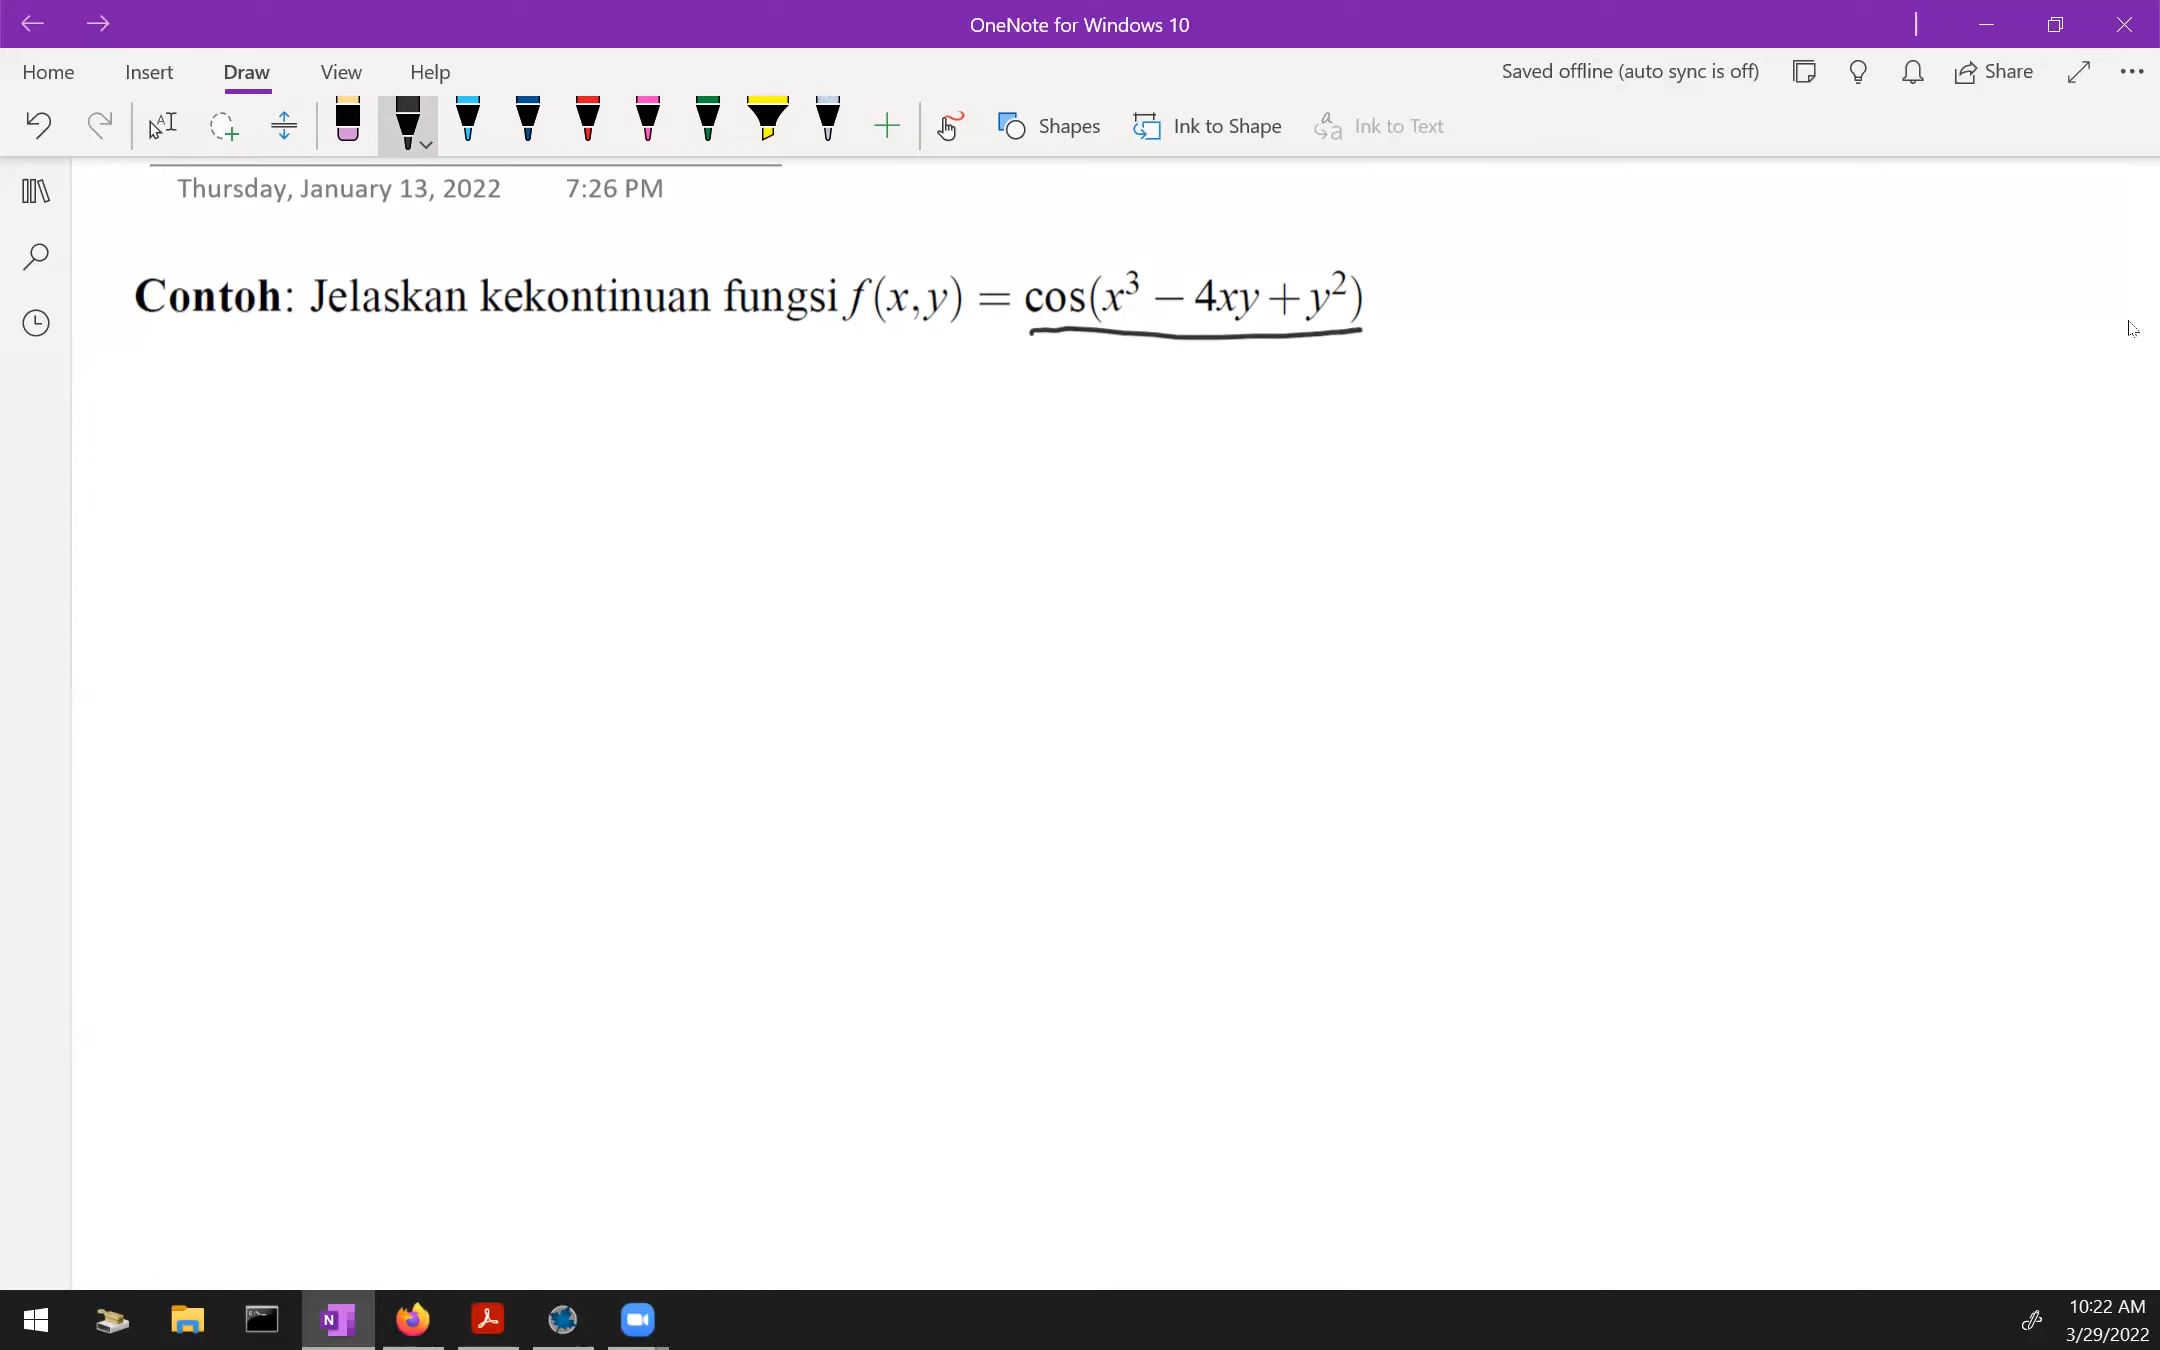 OneNote for Windows 10
Home Insert Draw View Help Saved offline (auto sync is off) Share
Shapes Ink to Shape Ink to Text
Thursday, January 13, 2022 7:26 PM
Contoh: Jelaskan kekontinuan fungsi f(x,y) = cos(x³ − 4xy + y²)
10:22 AM
3/29/2022